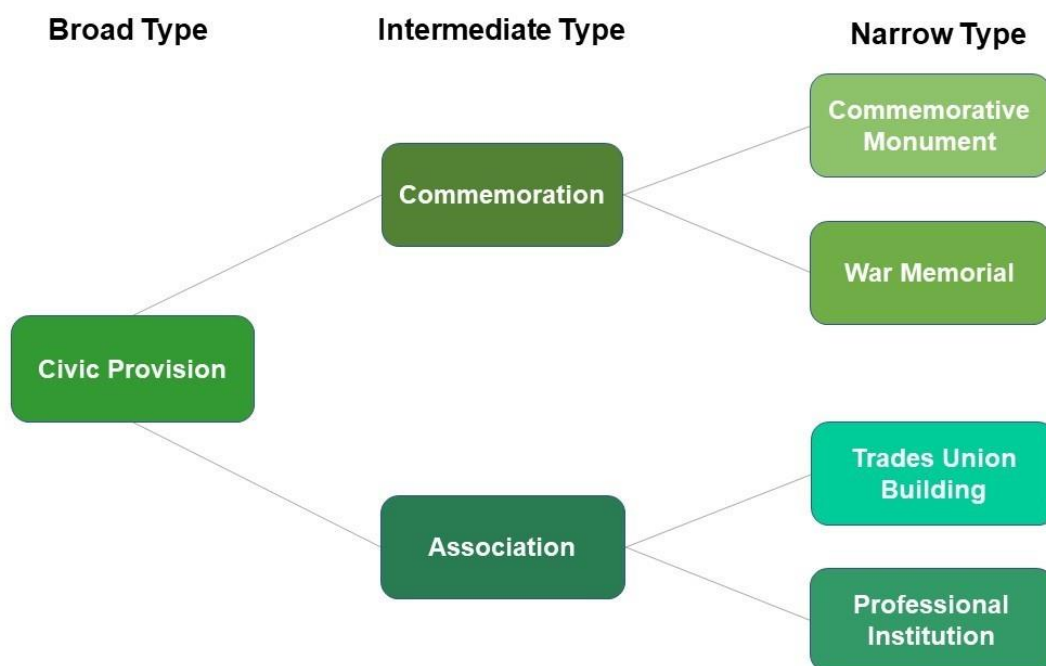 Broad Type
Intermediate Type
Narrow Type
Commemorative
Monument
Commemoration
War Memorial
Civic Provision
Trades Union
Building
Association
Professional
Institution